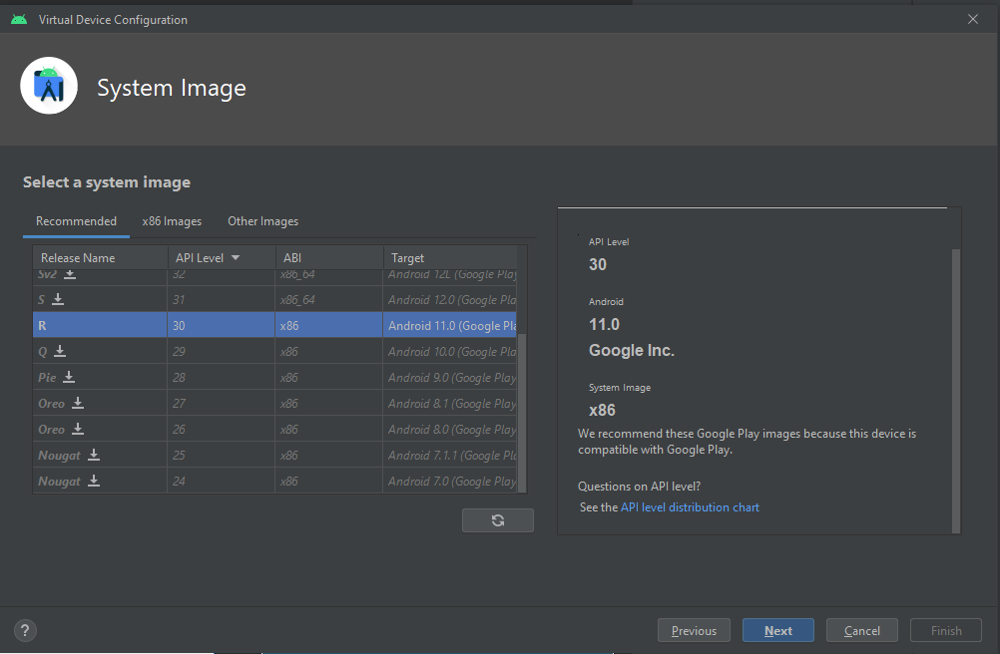 Virtual Device Configuration
System Image
Select a system image
Recommended x86 Images Other Images
Release Name API Level ABI Target
Sv2 32 x86_64 Android 12L (Google Play
S 31 x86_64 Android 12.0 (Google Pla
R 30 x86 Android 11.0 (Google Pla
Q 29 x86 Android 10.0 (Google Pla
Pie 28 x86 Android 9.0 (Google Play
Oreo 27 x86 Android 8.1 (Google Play
Oreo 26 x86 Android 8.0 (Google Play
Nougat 25 x86 Android 7.1.1 (Google Pl
Nougat 24 x86 Android 7.0 (Google Play
API Level
30
Android
11.0
Google Inc.
System Image
x86
We recommend these Google Play images because this device is
compatible with Google Play.
Questions on API level?
See the API level distribution chart
? Previous Next Cancel Finish